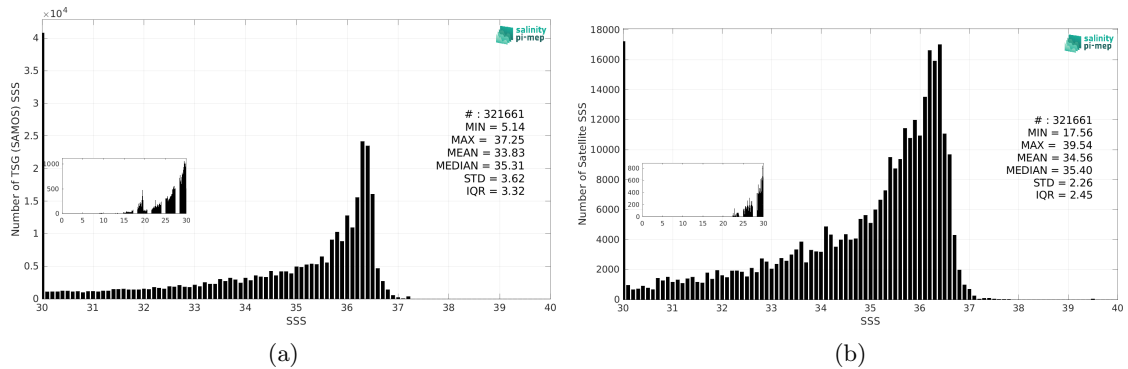 ×10⁴
4
3.5
3
2.5
2
1.5
1
0.5
0
Number of TSG (SAMOS) SSS
salinity
pi-mep
# : 321661
MIN = 5.14
MAX = 37.25
MEAN = 33.83
MEDIAN = 35.31
STD = 3.62
IQR = 3.32
1000
500
0
0 5 10 15 20 25 30
30 31 32 33 34 35 36 37 38 39 40
SSS
(a)
18000
16000
14000
12000
10000
8000
6000
4000
2000
0
Number of Satellite SSS
salinity
pi-mep
# : 321661
MIN = 17.56
MAX = 39.54
MEAN = 34.56
MEDIAN = 35.40
STD = 2.26
IQR = 2.45
800
600
400
200
0
0 5 10 15 20 25 30
30 31 32 33 34 35 36 37 38 39 40
SSS
(b)